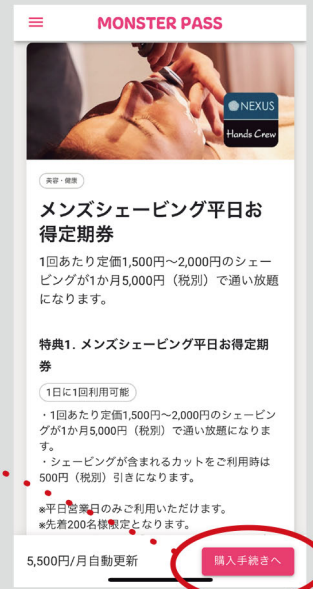 MONSTER PASS
NEXUS
Hands Crew
美容・健康
メンズシェービング平日お
得定期券
1回あたり定価1,500円〜2,000円のシェー
ビングが1か月5,000円（税別）で通い放題
になります。
特典1. メンズシェービング平日お得定期
券
1日に1回利用可能
・1回あたり定価1,500円〜2,000円のシェービン
グが1か月5,000円（税別）で通い放題になりま
す。
・シェービングが含まれるカットをご利用時は
500円（税別）引きになります。
※平日営業日のみご利用いただけます。
※先着200名様限定となります。
5,500円/月自動更新
購入手続きへ